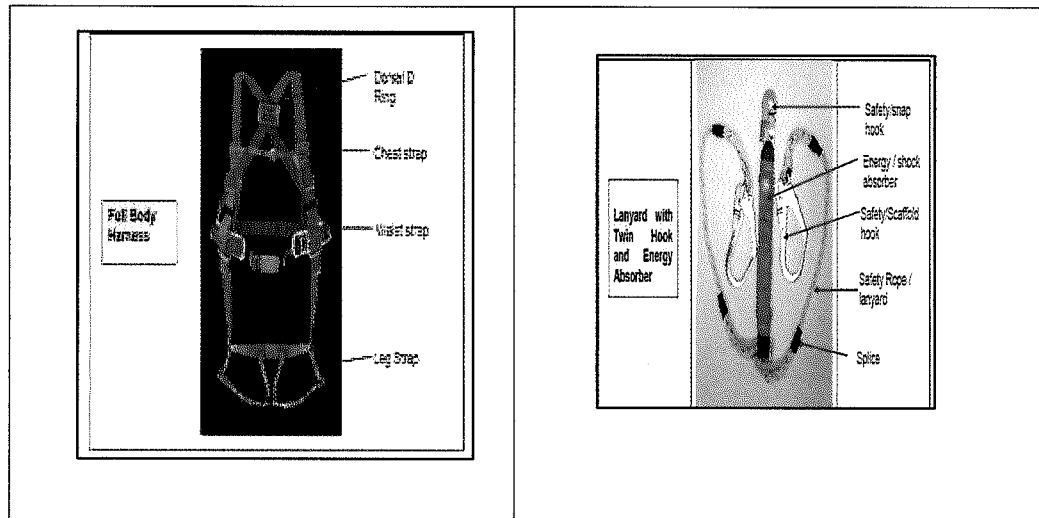 Full Body
Harness
Dorsal D
Ring
Chest strap
Waist strap
Leg Strap
Lanyard with
Twin Hook
and Energy
Absorber
Safety/snap
hook
Energy / shock
absorber
Safety/Scaffold
hook
Safety Rope /
lanyard
Splice